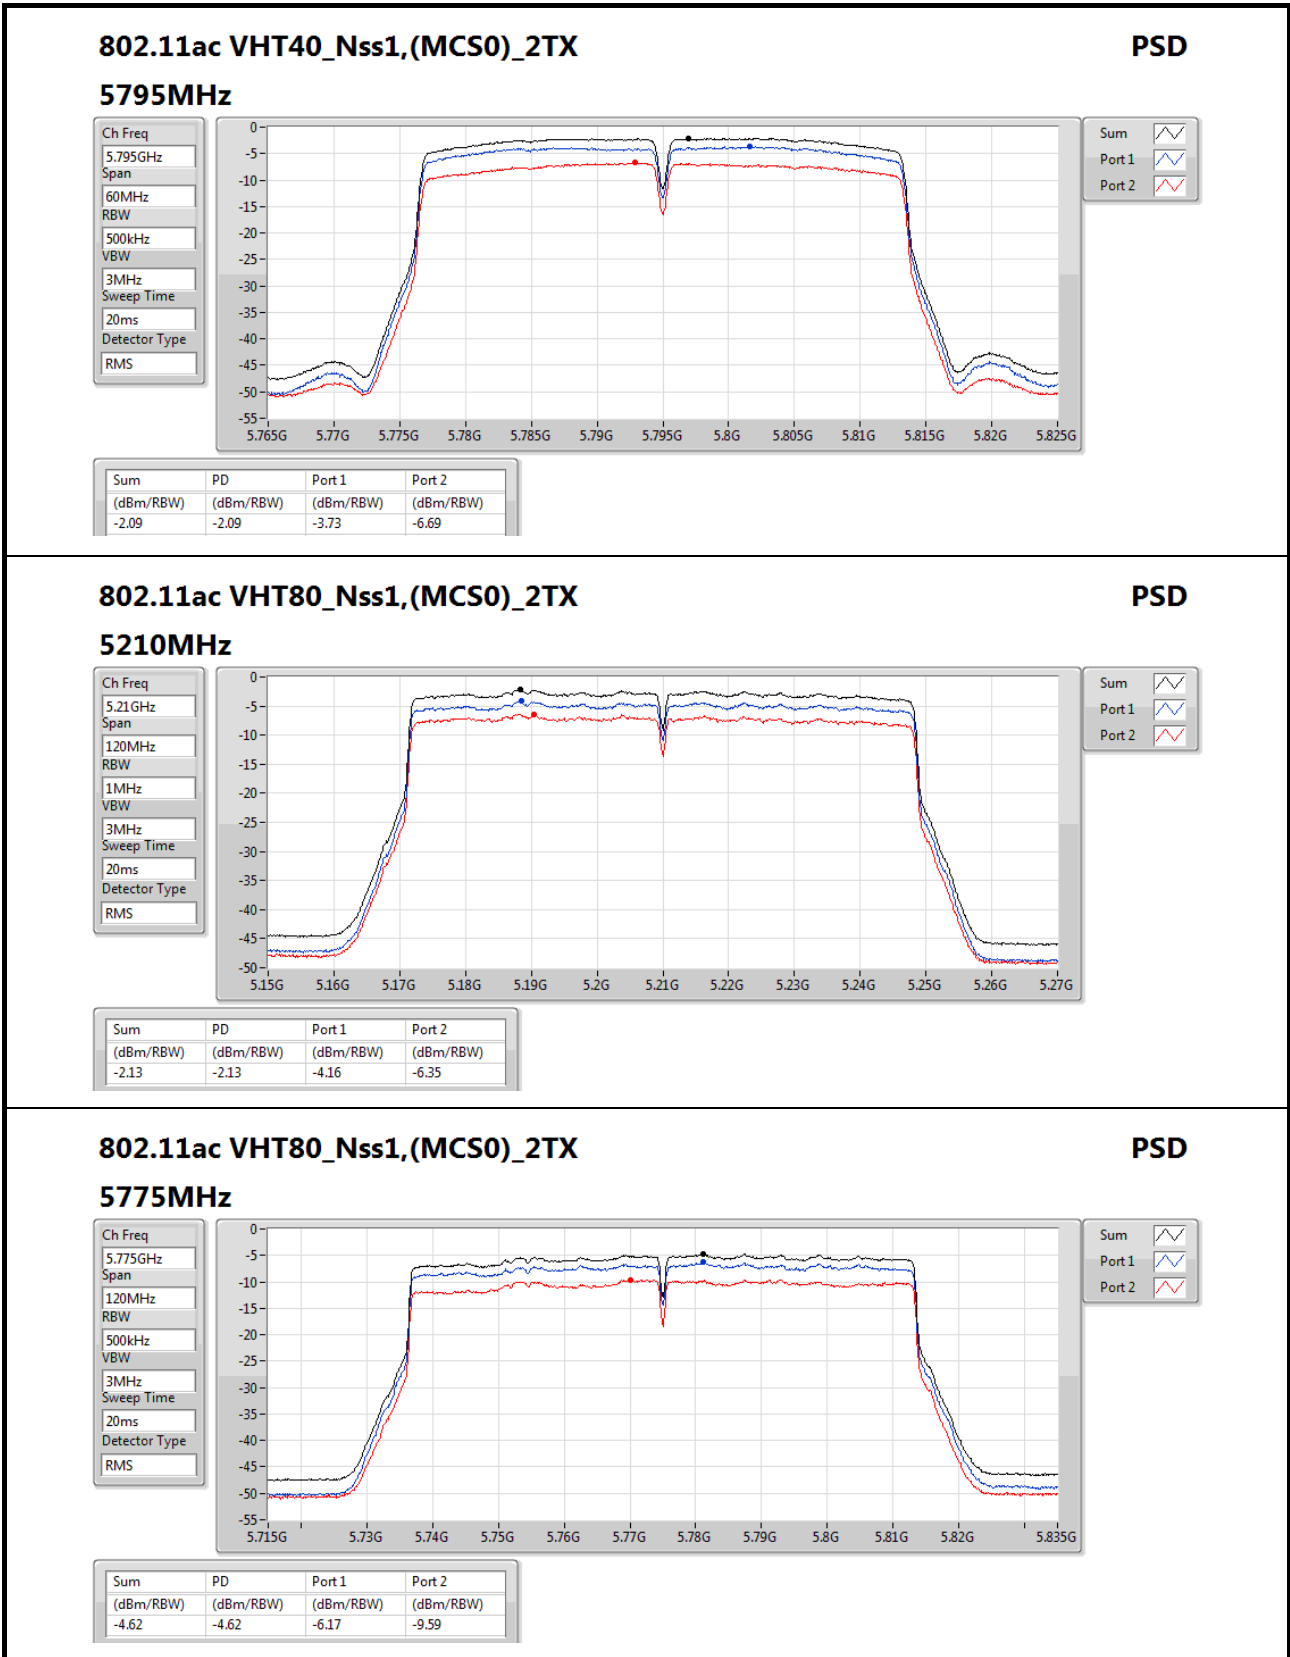 802.11ac VHT40_Nss1,(MCS0)_2TX PSD
5795MHz
Ch Freq
5.795GHz
Span
60MHz
RBW
500kHz
VBW
3MHz
Sweep Time
20ms
Detector Type
RMS
0
-5
-10
-15
-20
-25
-30
-35
-40
-45
-50
-55
5.765G 5.77G 5.775G 5.78G 5.785G 5.79G 5.795G 5.8G 5.805G 5.81G 5.815G 5.82G 5.825G
Sum
Port 1
Port 2
Sum PD Port 1 Port 2
(dBm/RBW) (dBm/RBW) (dBm/RBW) (dBm/RBW)
-2.09 -2.09 -3.73 -6.69
802.11ac VHT80_Nss1,(MCS0)_2TX PSD
5210MHz
Ch Freq
5.21GHz
Span
120MHz
RBW
1MHz
VBW
3MHz
Sweep Time
20ms
Detector Type
RMS
0
-5
-10
-15
-20
-25
-30
-35
-40
-45
-50
5.15G 5.16G 5.17G 5.18G 5.19G 5.2G 5.21G 5.22G 5.23G 5.24G 5.25G 5.26G 5.27G
Sum
Port 1
Port 2
Sum PD Port 1 Port 2
(dBm/RBW) (dBm/RBW) (dBm/RBW) (dBm/RBW)
-2.13 -2.13 -4.16 -6.35
802.11ac VHT80_Nss1,(MCS0)_2TX PSD
5775MHz
Ch Freq
5.775GHz
Span
120MHz
RBW
500kHz
VBW
3MHz
Sweep Time
20ms
Detector Type
RMS
0
-5
-10
-15
-20
-25
-30
-35
-40
-45
-50
-55
5.715G 5.73G 5.74G 5.75G 5.76G 5.77G 5.78G 5.79G 5.8G 5.81G 5.82G 5.835G
Sum
Port 1
Port 2
Sum PD Port 1 Port 2
(dBm/RBW) (dBm/RBW) (dBm/RBW) (dBm/RBW)
-4.62 -4.62 -6.17 -9.59